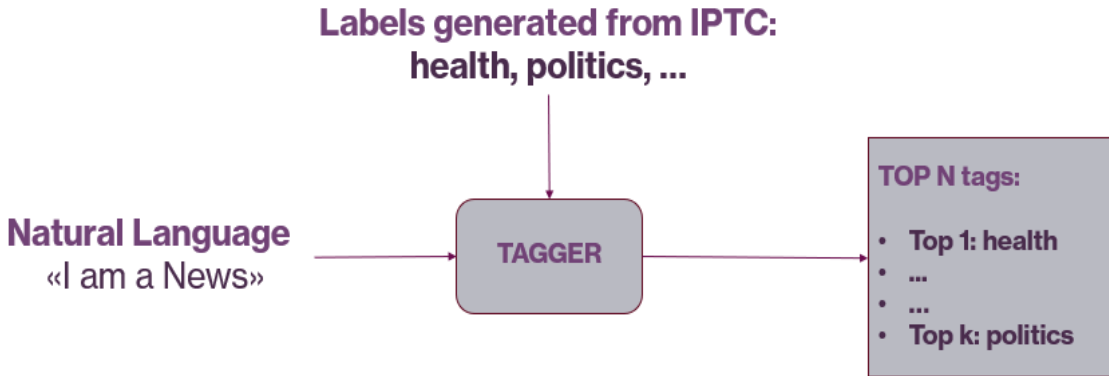 Labels generated from IPTC:
health, politics, ...
Natural Language
«I am a News»
TAGGER
TOP N tags:
• Top 1: health
• ...
• ...
• Top k: politics